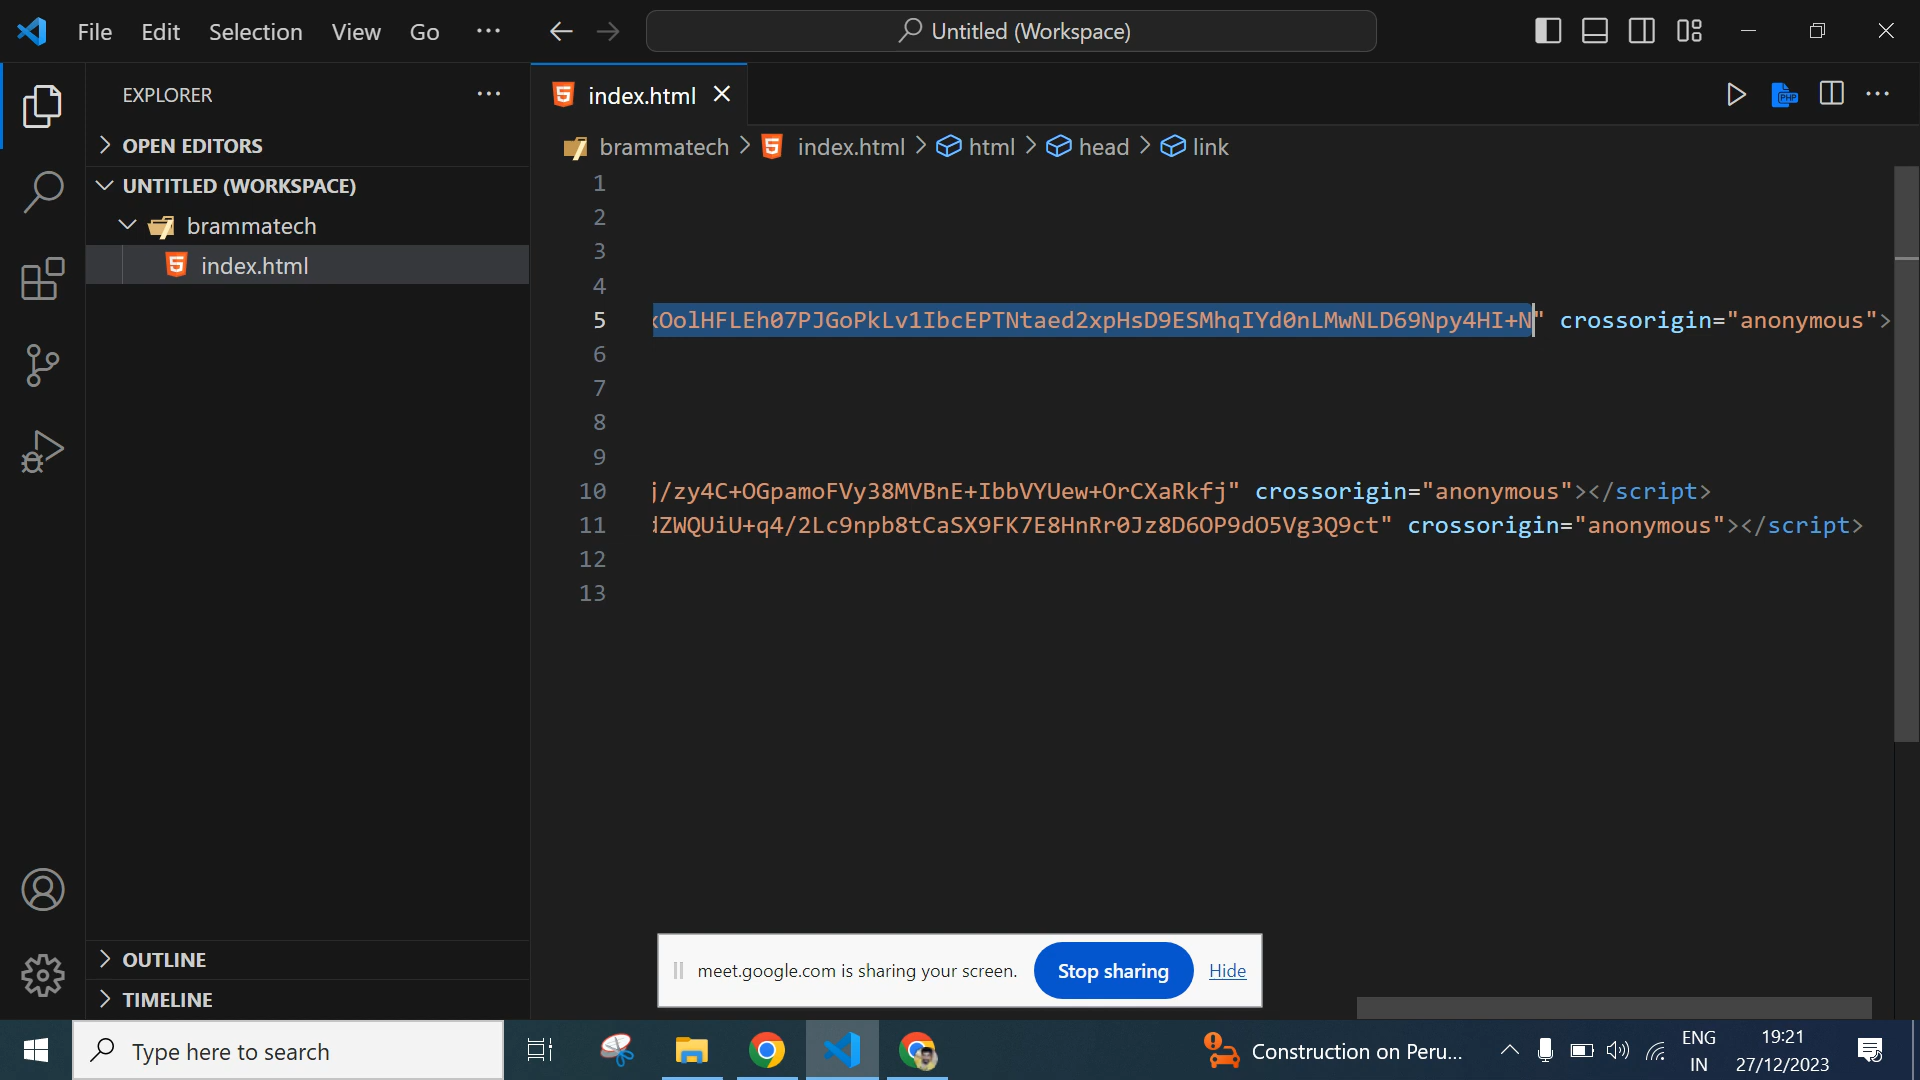 File Edit Selection View Go ... Untitled (Workspace)
EXPLORER ...
OPEN EDITORS
UNTITLED (WORKSPACE)
brammatech
index.html
index.html
brammatech > index.html > html > head > link
1
2
3
4
5 xOolHFLEh07PJGoPkLv1IbcEPTNtaed2xpHsD9ESMhqIYd0nLMwNLD69Npy4HI+N" crossorigin="anonymous">
6
7
8
9
10 j/zy4C+OGpamoFVy38MVBnE+IbbVYUew+OrCXaRkfj" crossorigin="anonymous"></script>
11 dZWQUiU+q4/2Lc9npb8tCaSX9FK7E8HnRr0Jz8D6OP9dO5Vg3Q9ct" crossorigin="anonymous"></script>
12
13
OUTLINE
TIMELINE
meet.google.com is sharing your screen. Stop sharing Hide
Type here to search
Construction on Peru...
ENG
IN
19:21
27/12/2023
PHP